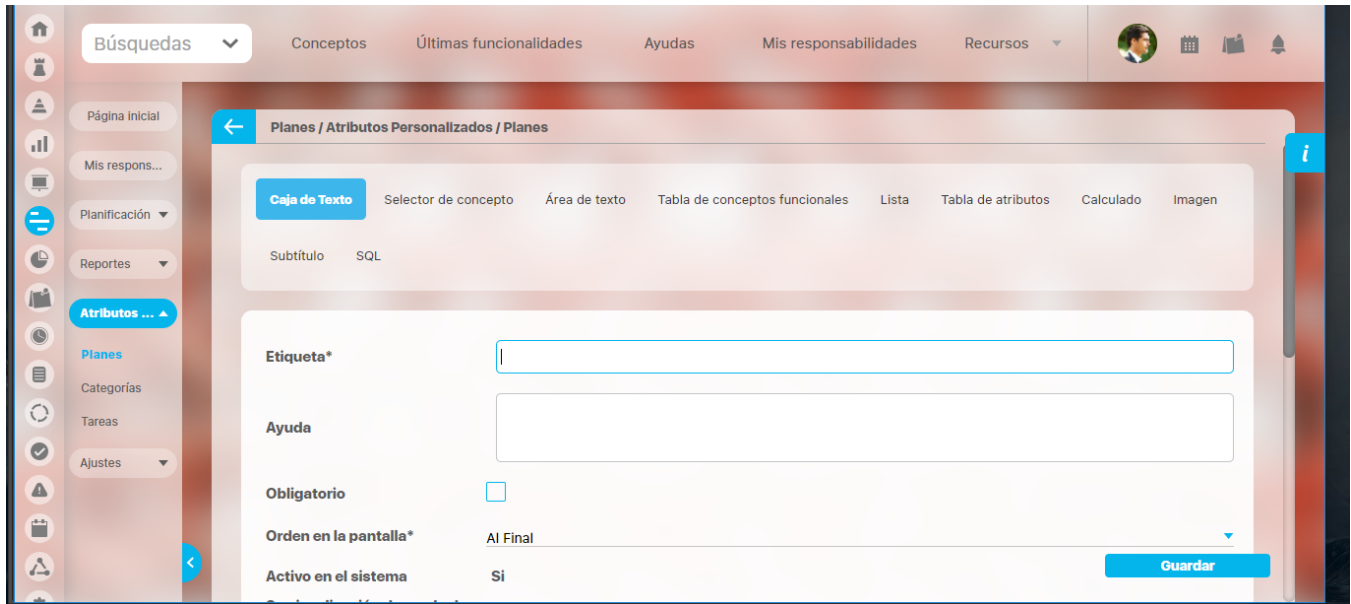 Búsquedas
Conceptos
Últimas funcionalidades
Ayudas
Mis responsabilidades
Recursos
Página inicial
Mis respons...
Planificación
Reportes
Atributos ...
Planes
Categorías
Tareas
Ajustes
Planes / Atributos Personalizados / Planes
i
Caja de Texto
Selector de concepto
Área de texto
Tabla de conceptos funcionales
Lista
Tabla de atributos
Calculado
Imagen
Subtítulo
SQL
Etiqueta*
Ayuda
Obligatorio
Orden en la pantalla*
Al Final
Activo en el sistema
Si
Guardar